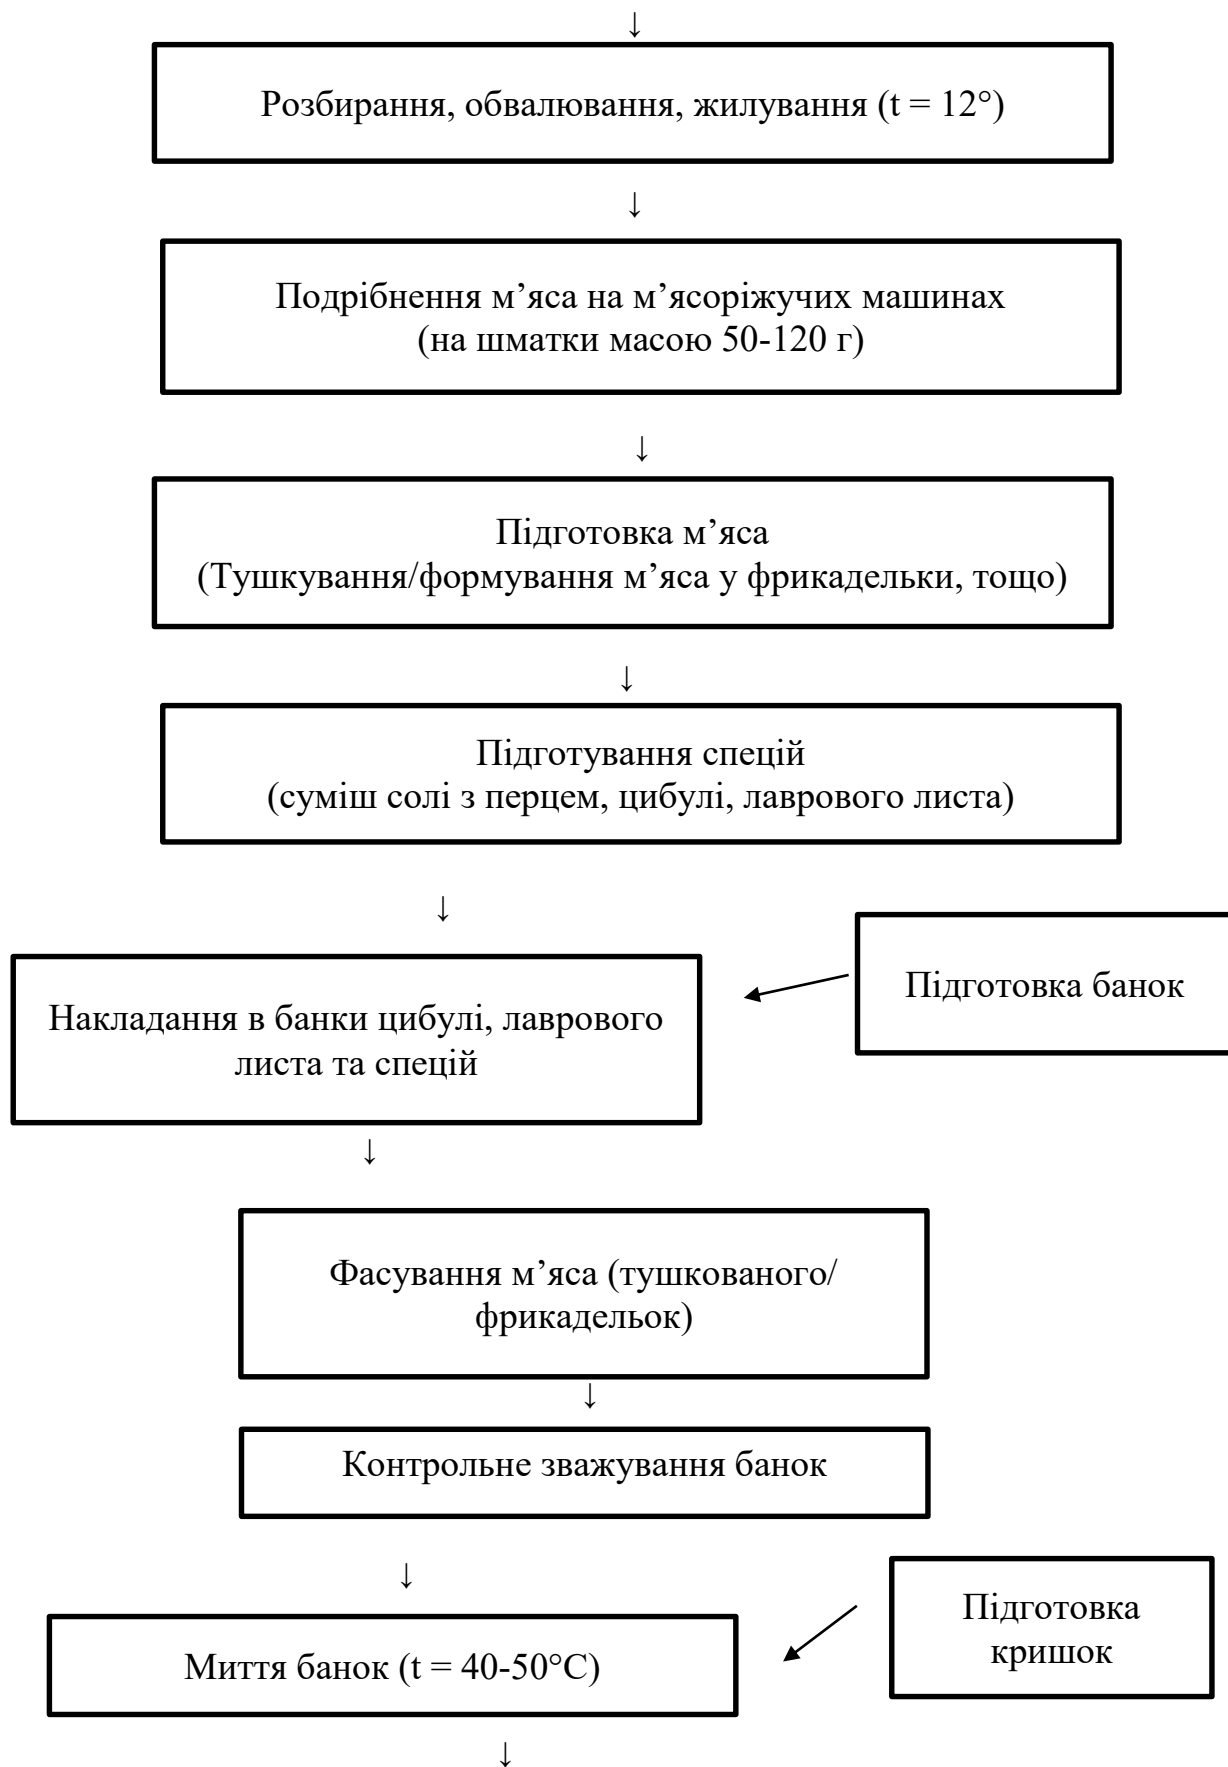 ↓
Розбирання, обвалювання, жилування (t = 12°)
↓
Подрібнення м’яса на м’ясоріжучих машинах
(на шматки масою 50-120 г)
↓
Підготовка м’яса
(Тушкування/формування м’яса у фрикадельки, тощо)
↓
Підготування спецій
(суміш солі з перцем, цибулі, лаврового листа)
↓
Підготовка банок
Накладання в банки цибулі, лаврового
листа та спецій
↓
Фасування м’яса (тушкованого/
фрикадельок)
↓
Контрольне зважування банок
↓
Підготовка
кришок
Миття банок (t = 40-50°C)
↓